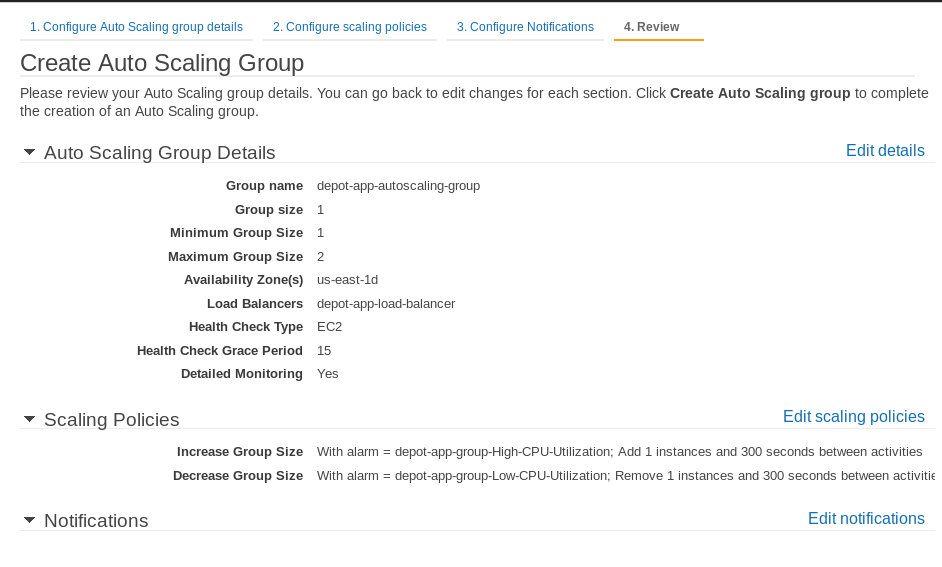 1. Configure Auto Scaling group details 2. Configure scaling policies 3. Configure Notifications 4. Review
Create Auto Scaling Group
Please review your Auto Scaling group details. You can go back to edit changes for each section. Click Create Auto Scaling group to complete
the creation of an Auto Scaling group.
Auto Scaling Group Details Edit details
Group name depot-app-autoscaling-group
Group size 1
Minimum Group Size 1
Maximum Group Size 2
Availability Zone(s) us-east-1d
Load Balancers depot-app-load-balancer
Health Check Type EC2
Health Check Grace Period 15
Detailed Monitoring Yes
Scaling Policies Edit scaling policies
Increase Group Size With alarm = depot-app-group-High-CPU-Utilization; Add 1 instances and 300 seconds between activities
Decrease Group Size With alarm = depot-app-group-Low-CPU-Utilization; Remove 1 instances and 300 seconds between activitie
Notifications Edit notifications